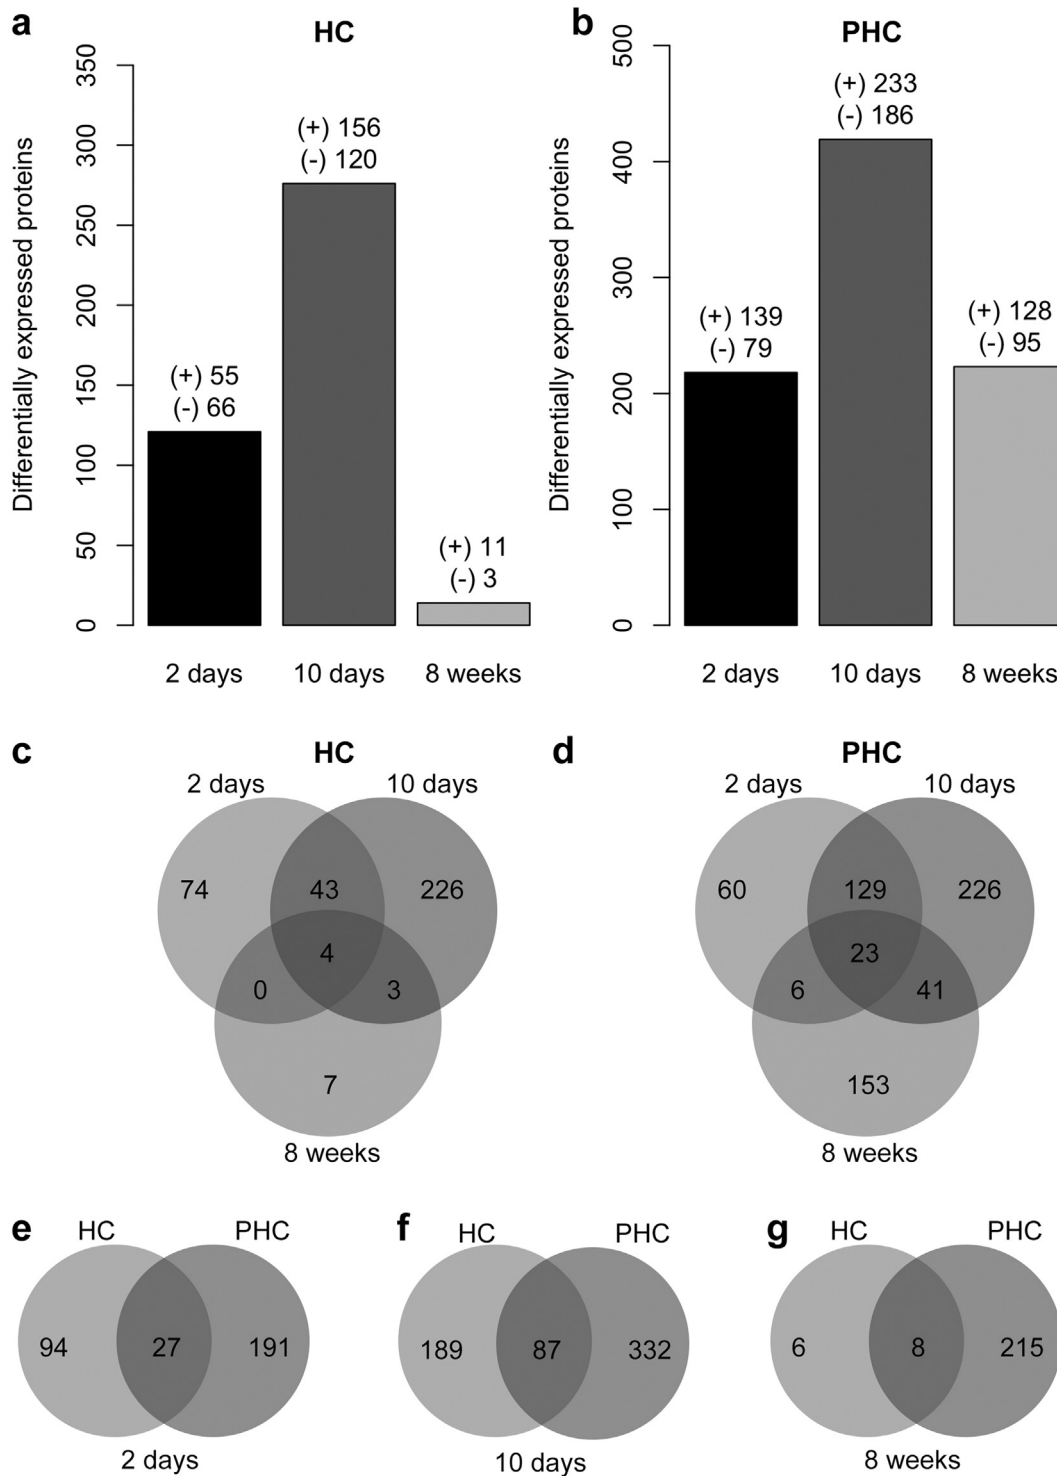 a
HC
Differentially expressed proteins
350
300
250
200
150
100
50
0
(+) 55
(-) 66
(+) 156
(-) 120
(+) 11
(-) 3
2 days
10 days
8 weeks
b
PHC
Differentially expressed proteins
500
400
300
200
100
0
(+) 139
(-) 79
(+) 233
(-) 186
(+) 128
(-) 95
2 days
10 days
8 weeks
c
HC
2 days
10 days
74
43
226
4
0
3
7
8 weeks
d
PHC
2 days
10 days
60
129
226
23
6
41
153
8 weeks
e
HC
PHC
94
27
191
2 days
f
HC
PHC
189
87
332
10 days
g
HC
PHC
6
8
215
8 weeks